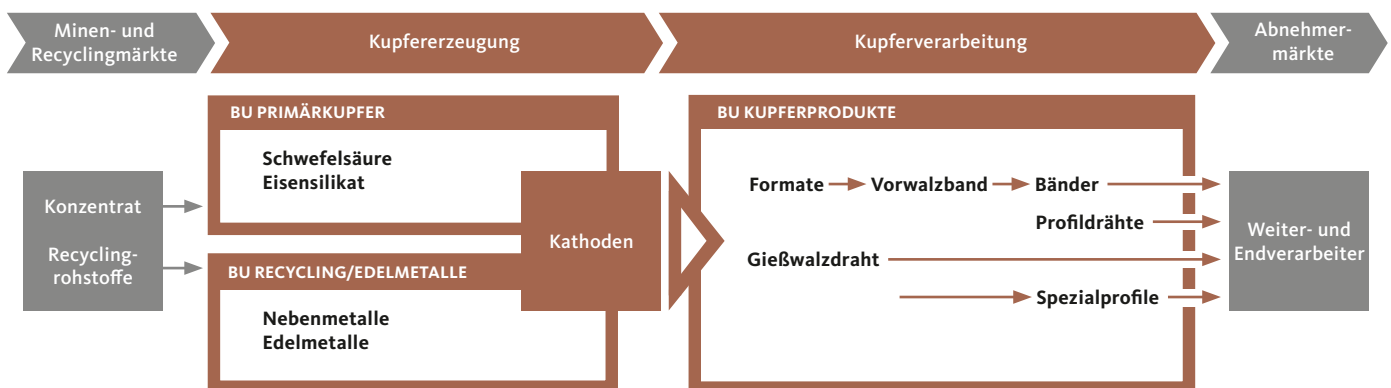 Minen- und
Recyclingmärkte
Kupfererzeugung
Kupferverarbeitung
Abnehmer-
märkte
BU PRIMÄRKUPFER
Schwefelsäure
Eisensilikat
Konzentrat
Recycling-
rohstoffe
BU RECYCLING/EDELMETALLE
Nebenmetalle
Edelmetalle
Kathoden
BU KUPFERPRODUKTE
Formate
Vorwalzband
Bänder
Profildrähte
Gießwalzdraht
Spezialprofile
Weiter- und
Endverarbeiter